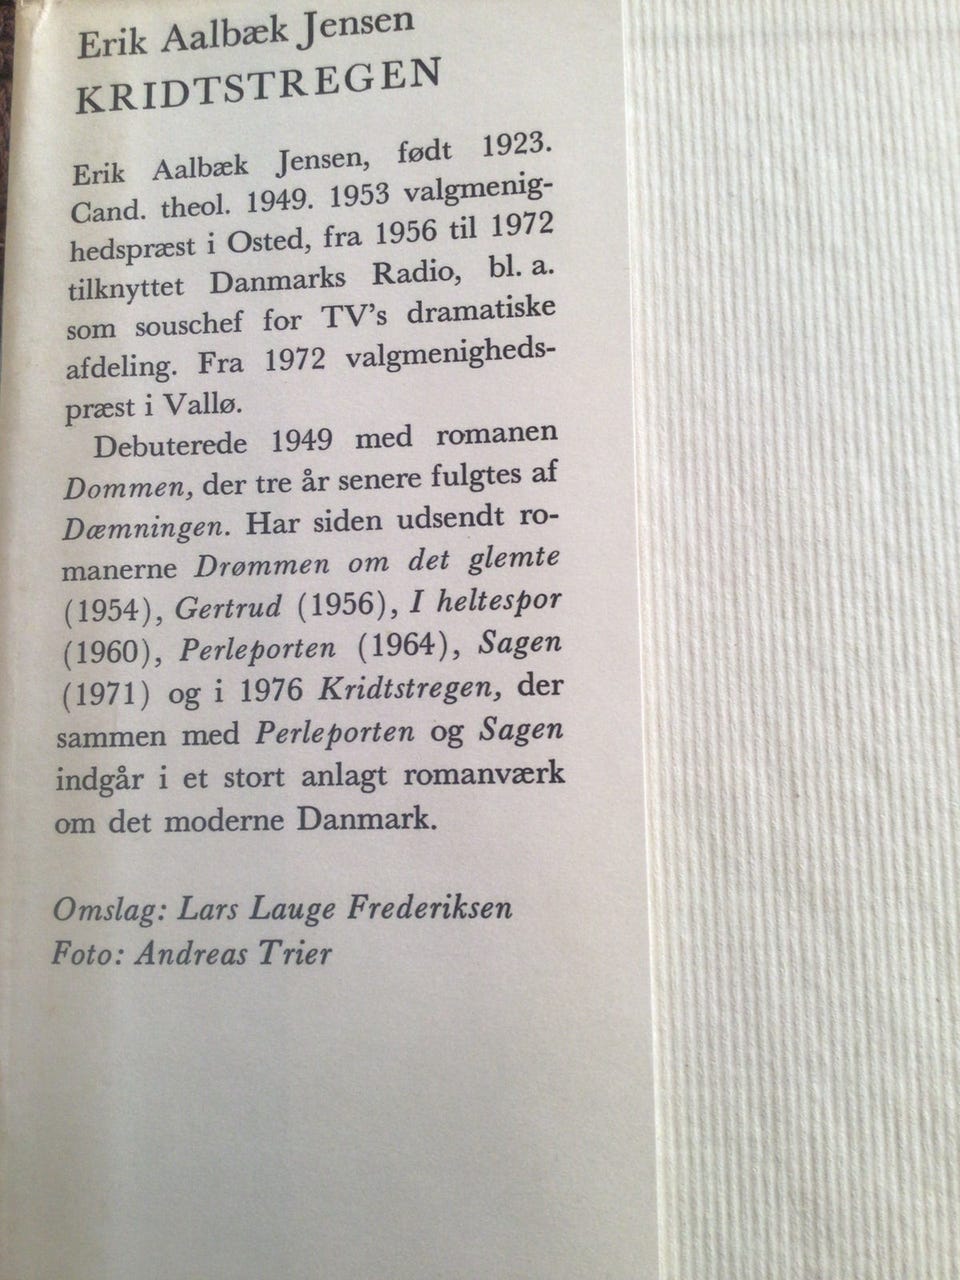 Erik Aalbæk Jensen
KRIDTSTREGEN
Erik Aalbæk Jensen, født 1923.
Cand. theol. 1949. 1953 valgmenig-
hedspræst i Osted, fra 1956 til 1972
tilknyttet Danmarks Radio, bl. a.
som souschef for TV's dramatiske
afdeling. Fra 1972 valgmenigheds-
præst i Vallø.
Debuterede 1949 med romanen
Dommen, der tre år senere fulgtes af
Dæmningen. Har siden udsendt ro-
manerne Drømmen om det glemte
(1954), Gertrud (1956), I heltespor
(1960), Perleporten (1964), Sagen
(1971) og i 1976 Kridtstregen, der
sammen med Perleporten og Sagen
indgår i et stort anlagt romanværk
om det moderne Danmark.
Omslag: Lars Lauge Frederiksen
Foto: Andreas Trier